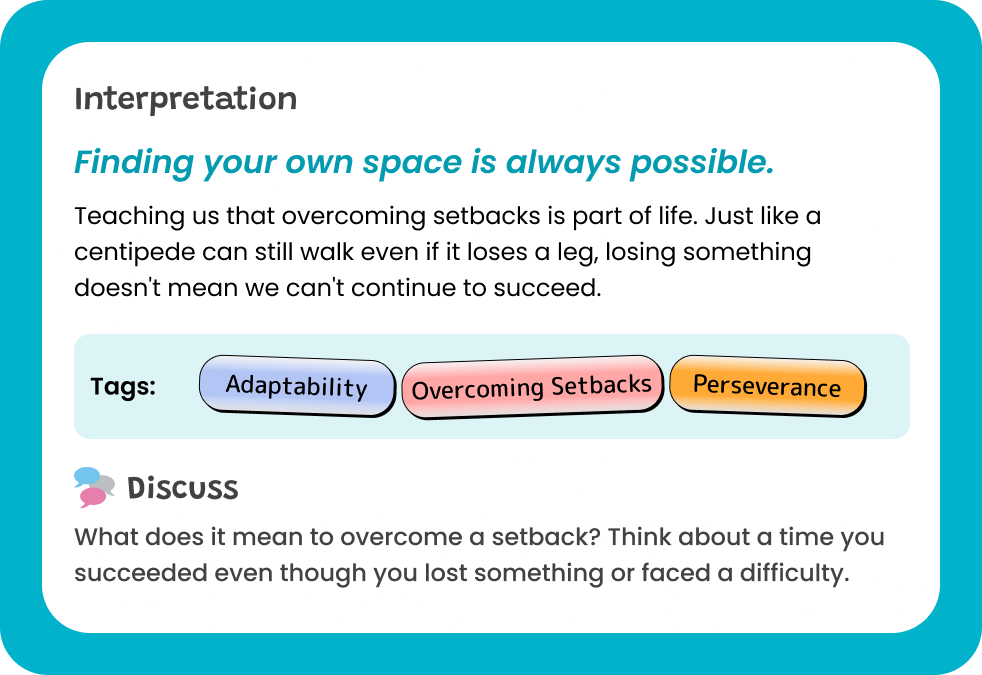 Interpretation
Finding your own space is always possible.
Teaching us that overcoming setbacks is part of life. Just like a
centipede can still walk even if it loses a leg, losing something
doesn't mean we can't continue to succeed.
Tags: Adaptability Overcoming Setbacks Perseverance
Discuss
What does it mean to overcome a setback? Think about a time you
succeeded even though you lost something or faced a difficulty.